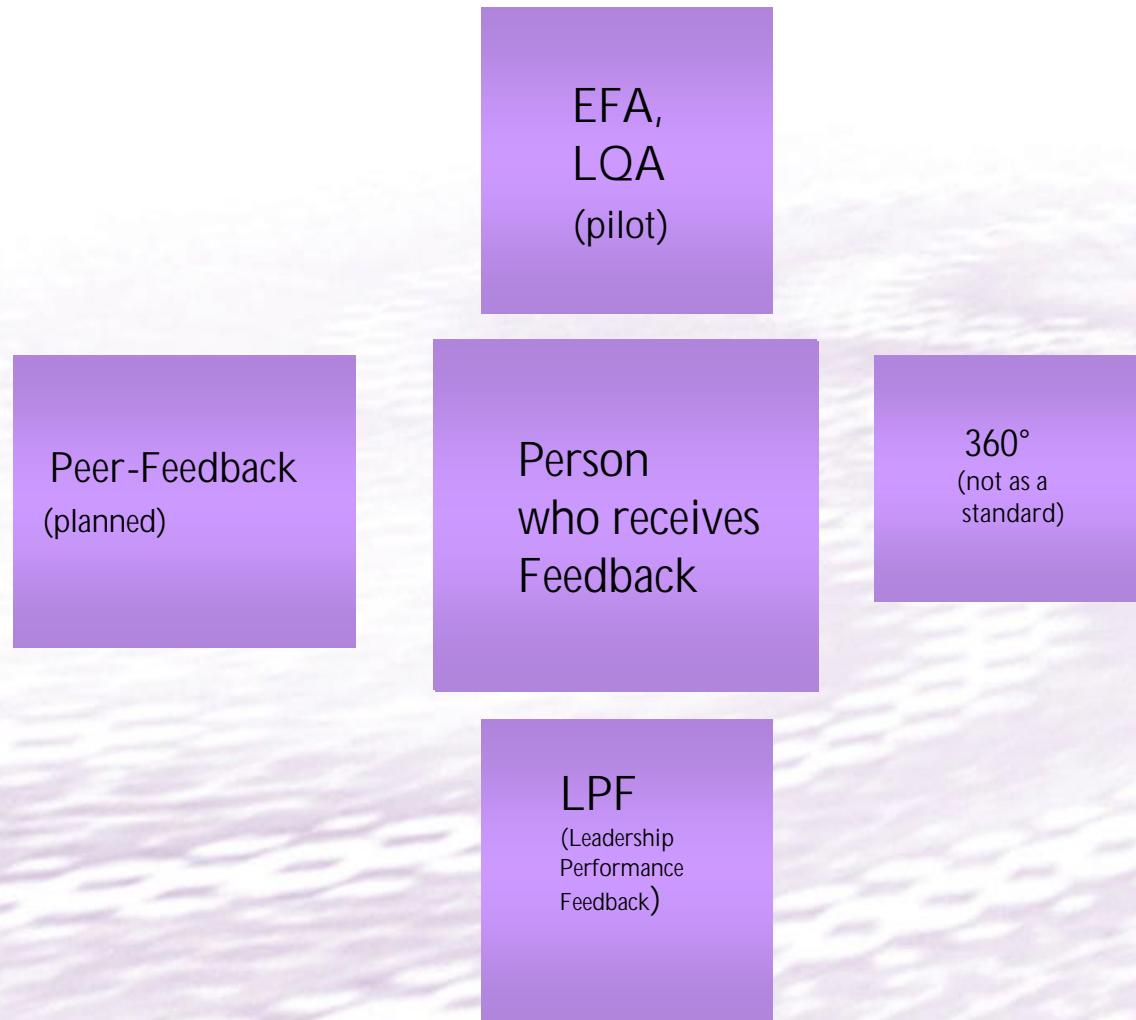 EFA,
LQA
(pilot)
Peer-Feedback
(planned)
Person
who receives
Feedback
360°
(not as a
standard)
LPF
(Leadership
Performance
Feedback)